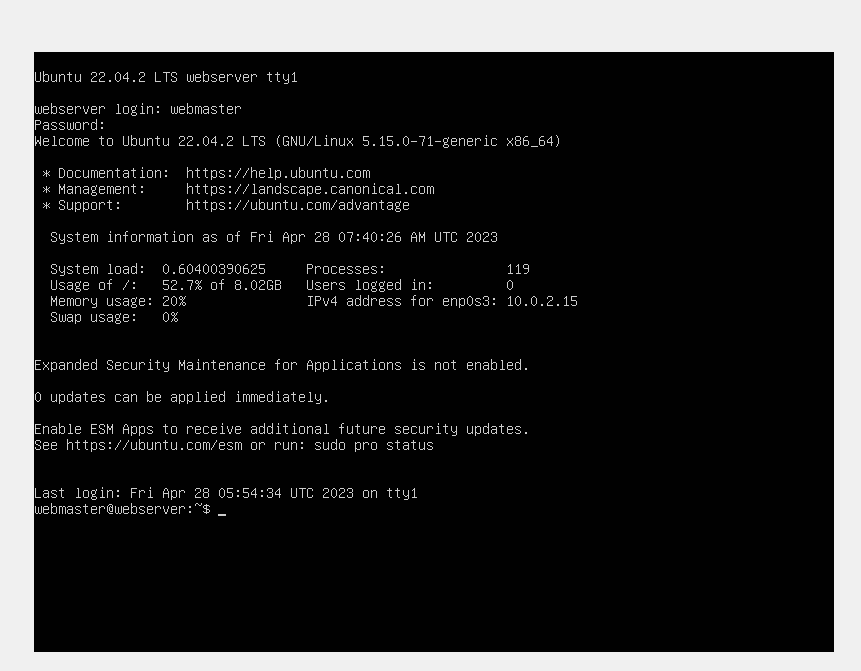 Ubuntu 22.04.2 LTS webserver tty1
webserver login: webmaster
Password:
Welcome to Ubuntu 22.04.2 LTS (GNU/Linux 5.15.0-71-generic x86_64)
* Documentation:  https://help.ubuntu.com
* Management:     https://landscape.canonical.com
* Support:        https://ubuntu.com/advantage
System information as of Fri Apr 28 07:40:26 AM UTC 2023
System load:  0.60400390625     Processes:               119
Usage of /:   52.7% of 8.02GB   Users logged in:         0
Memory usage: 20%               IPv4 address for enp0s3: 10.0.2.15
Swap usage:   0%
Expanded Security Maintenance for Applications is not enabled.
0 updates can be applied immediately.
Enable ESM Apps to receive additional future security updates.
See https://ubuntu.com/esm or run: sudo pro status
Last login: Fri Apr 28 05:54:34 UTC 2023 on tty1
webmaster@webserver:~$ _